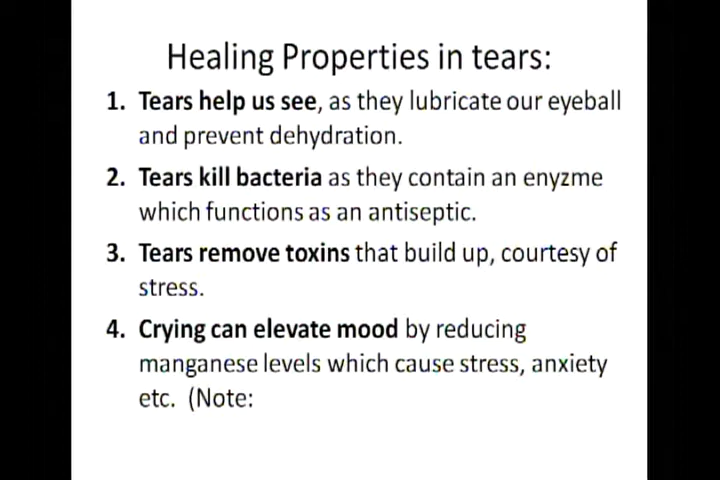 Healing Properties in tears:
1. Tears help us see, as they lubricate our eyeball
and prevent dehydration.
2. Tears kill bacteria as they contain an enyzme
which functions as an antiseptic.
3. Tears remove toxins that build up, courtesy of
stress.
4. Crying can elevate mood by reducing
manganese levels which cause stress, anxiety
etc. (Note: